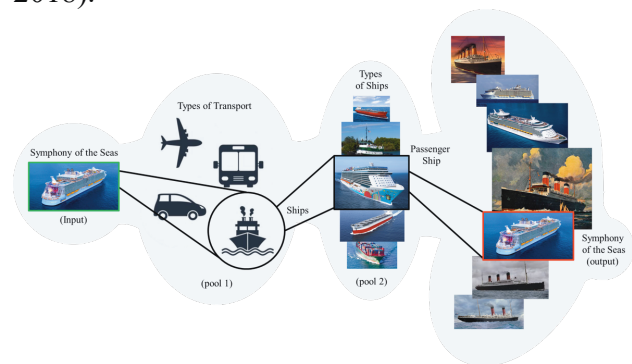 2018).
Types
of Ships
Types of Transport
Symphony of the Seas
Passenger
Ship
Ships
(Input)
Symphony
of the Seas
(output)
(pool 1)
(pool 2)